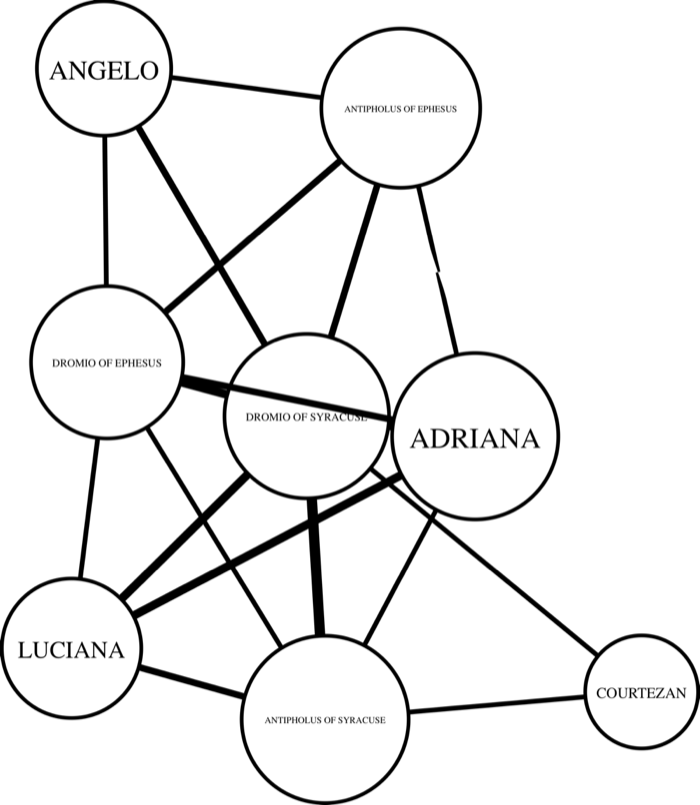 ANGELO
ANTIPHOLUS OF EPHESUS
DROMIO OF EPHESUS
DROMIO OF SYRACUSE
ADRIANA
LUCIANA
COURTEZAN
ANTIPHOLUS OF SYRACUSE